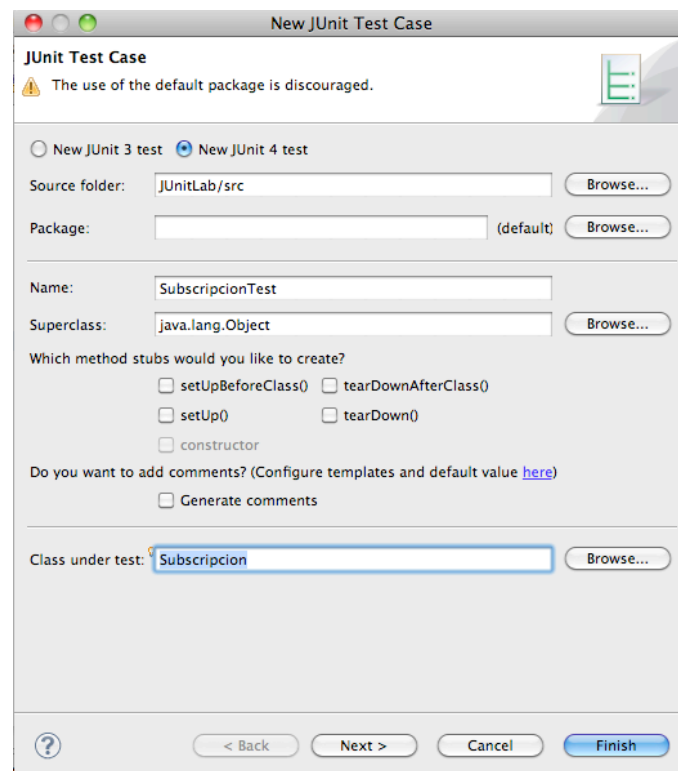 New JUnit Test Case
JUnit Test Case
The use of the default package is discouraged.
New JUnit 3 test New JUnit 4 test
Source folder: JUnitLab/src Browse...
Package: (default) Browse...
Name: SubscripcionTest
Superclass: java.lang.Object Browse...
Which method stubs would you like to create?
setUpBeforeClass() tearDownAfterClass()
setUp() tearDown()
constructor
Do you want to add comments? (Configure templates and default value here)
Generate comments
Class under test: Subscripcion Browse...
? < Back Next > Cancel Finish